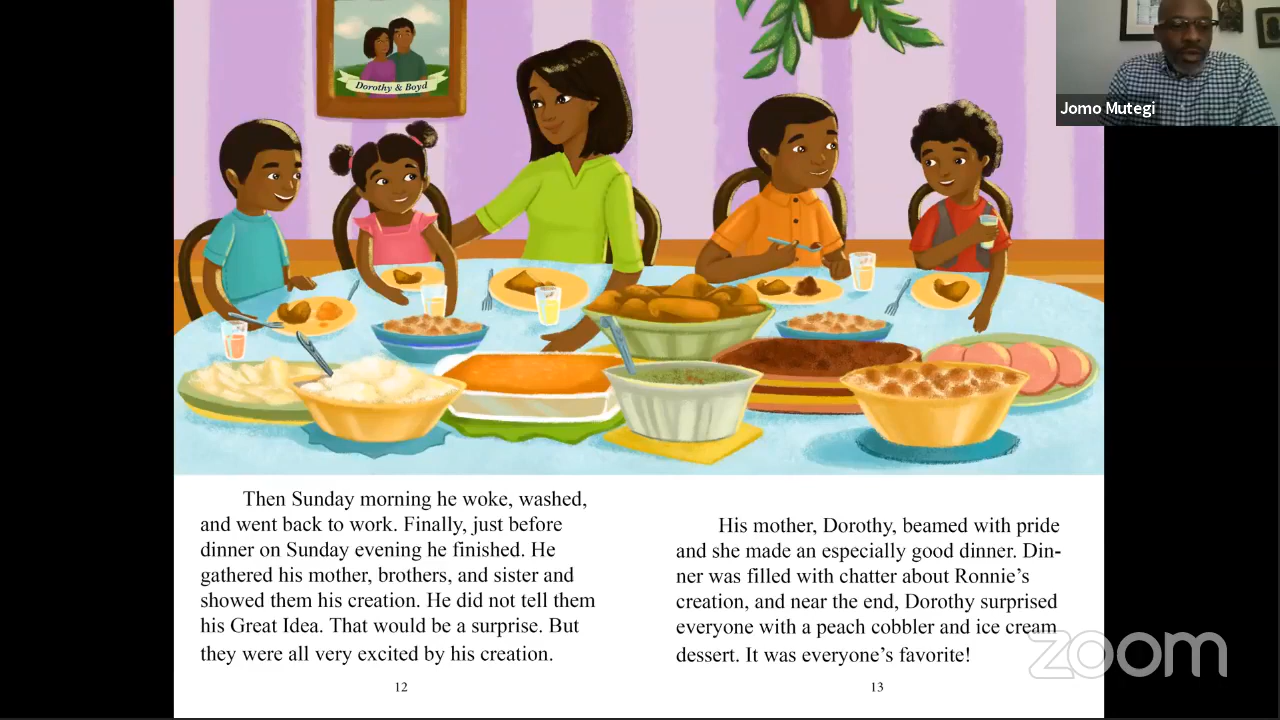 Dorothy & Boyd
Jomo Mutegi
Then Sunday morning he woke, washed,
and went back to work. Finally, just before
dinner on Sunday evening he finished. He
gathered his mother, brothers, and sister and
showed them his creation. He did not tell them
his Great Idea. That would be a surprise. But
they were all very excited by his creation.
12
His mother, Dorothy, beamed with pride
and she made an especially good dinner. Din-
ner was filled with chatter about Ronnie’s
creation, and near the end, Dorothy surprised
everyone with a peach cobbler and ice cream
dessert. It was everyone’s favorite!
13
zoom